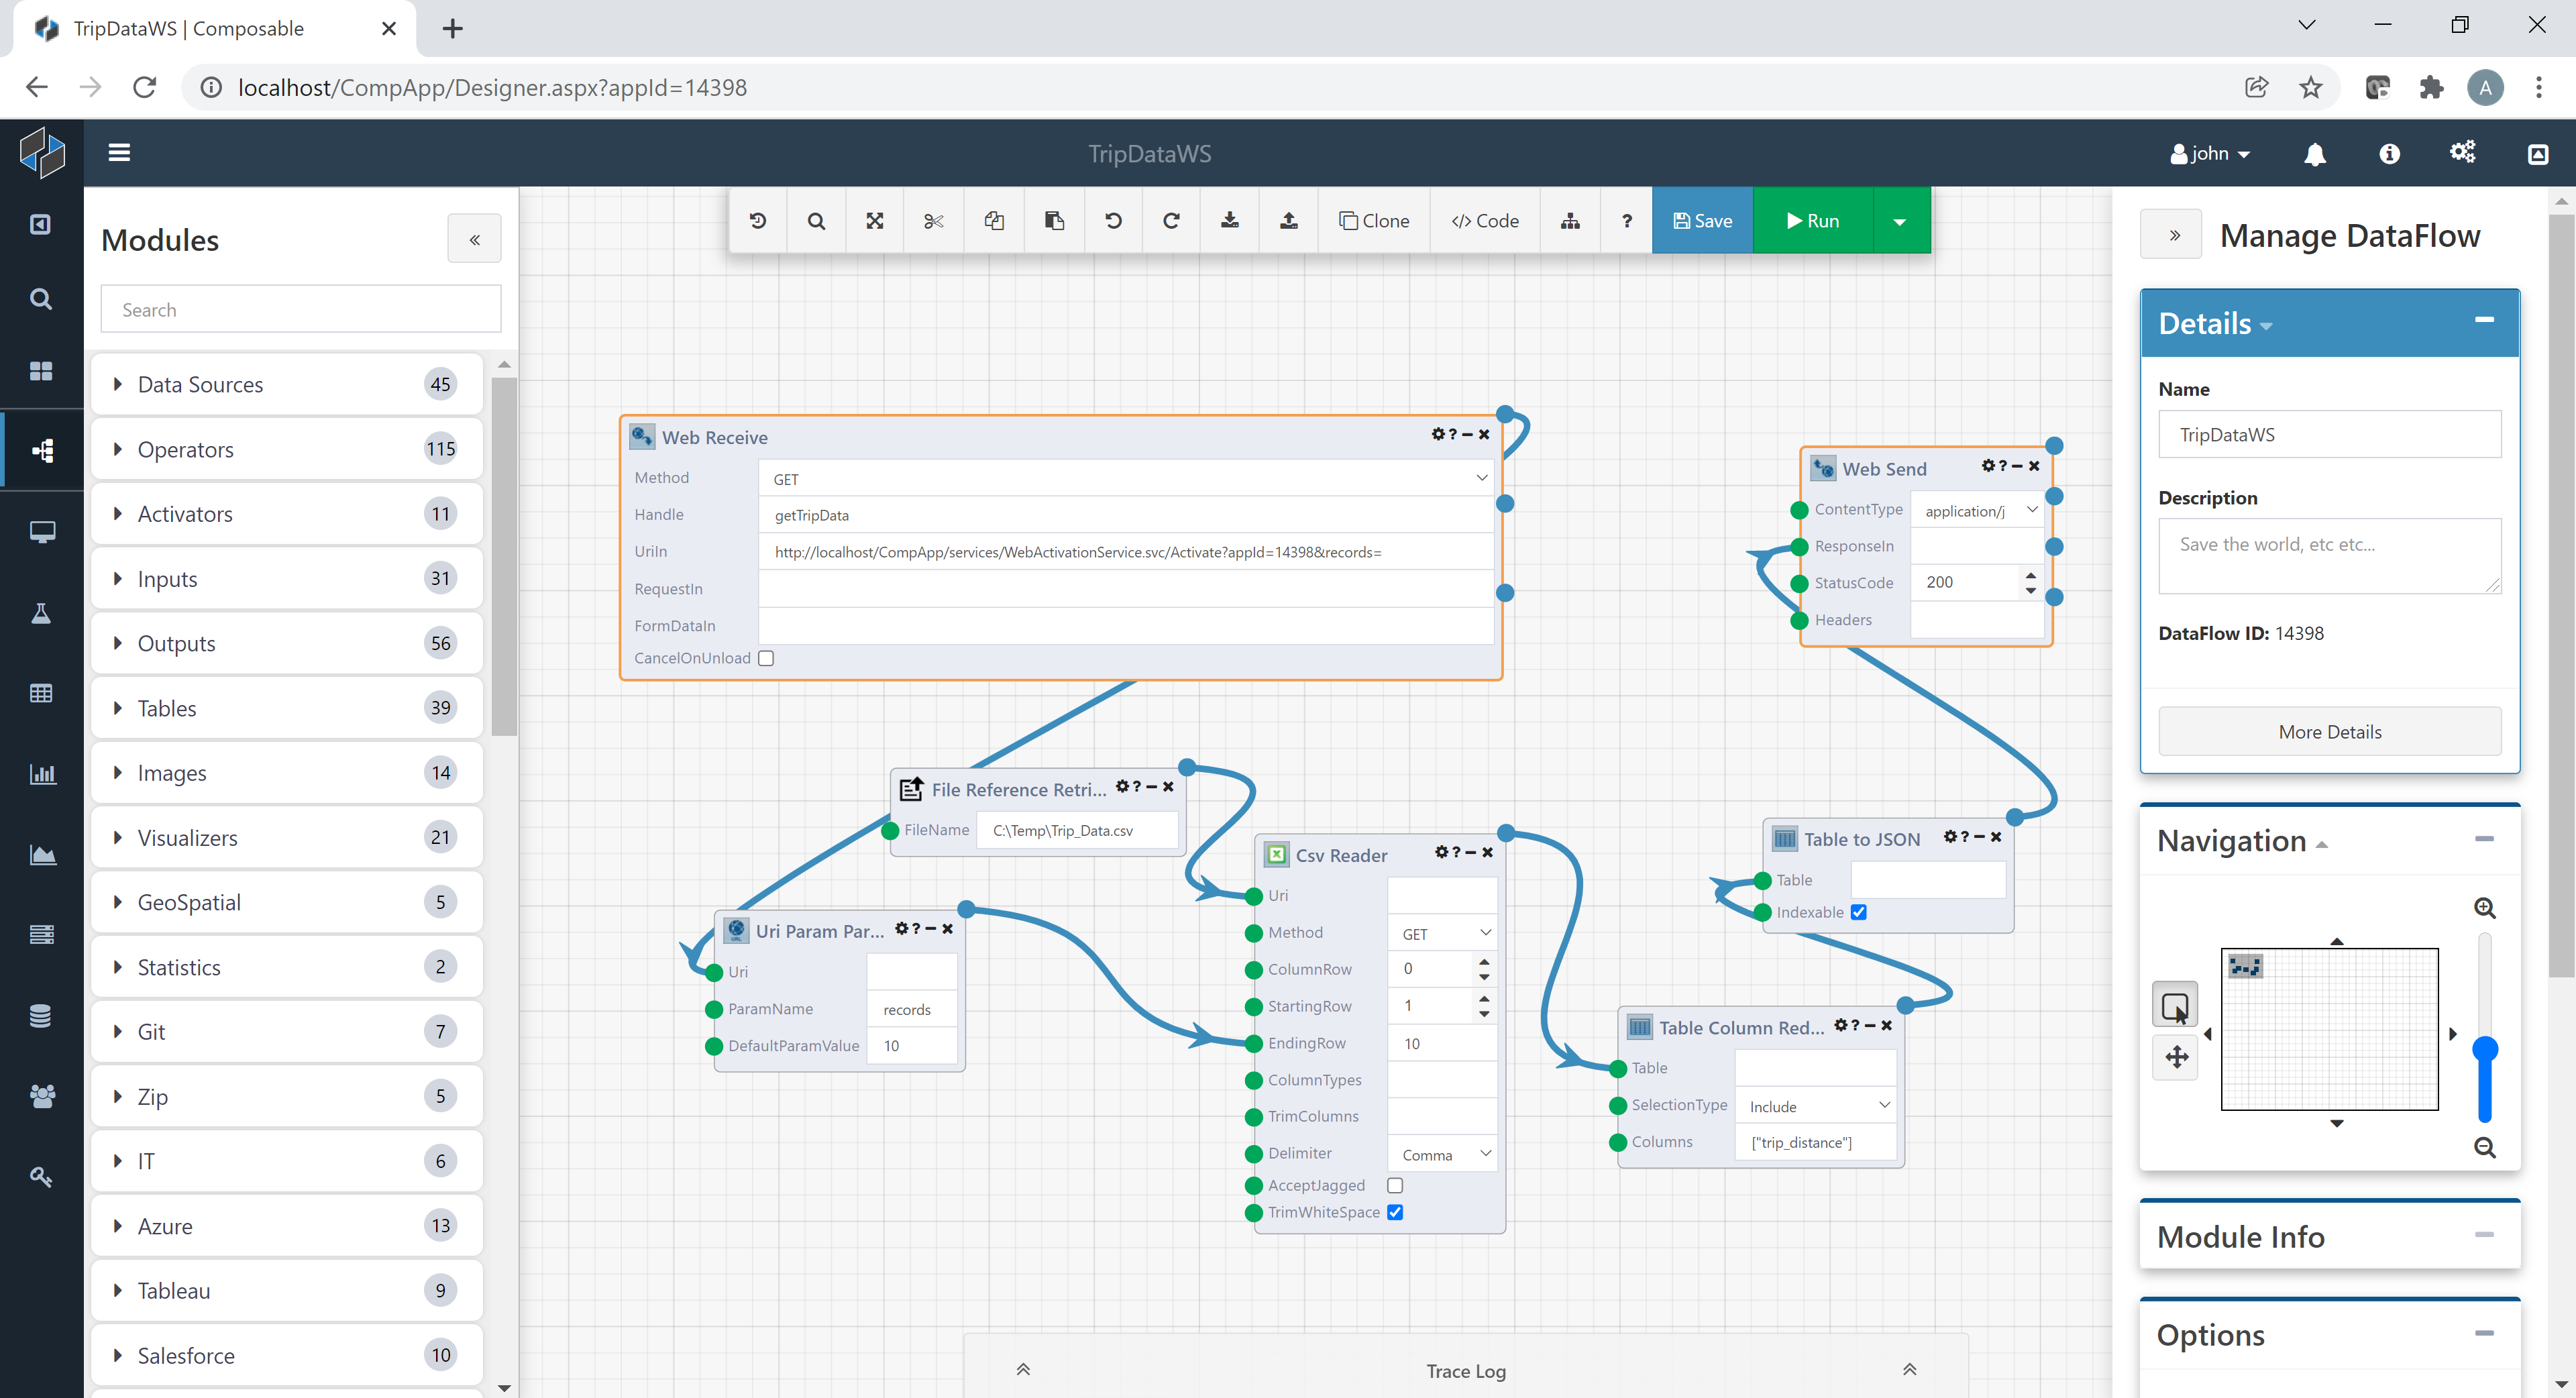 TripDataWS | Composable
localhost/CompApp/Designer.aspx?appId=14398
A
TripDataWS
john
Modules
Search
Data Sources 45
Operators 115
Activators 11
Inputs 31
Outputs 56
Tables 39
Images 14
Visualizers 21
GeoSpatial 5
Statistics 2
Git 7
Zip 5
IT 6
Azure 13
Tableau 9
Salesforce 10
Clone
</> Code
?
Save
Run
Web Receive
Method GET
Handle getTripData
UriIn http://localhost/CompApp/services/WebActivationService.svc/Activate?appId=14398&records=
RequestIn
FormDataIn
CancelOnUnload
Web Send
ContentType application/j
ResponseIn
StatusCode 200
Headers
File Reference Retri...
FileName C:\Temp\Trip_Data.csv
Uri Param Par...
Uri
ParamName records
DefaultParamValue 10
Csv Reader
Uri
Method GET
ColumnRow 0
StartingRow 1
EndingRow 10
ColumnTypes
TrimColumns
Delimiter Comma
AcceptJagged
TrimWhiteSpace
Table to JSON
Table
Indexable
Table Column Red...
Table
SelectionType Include
Columns ["trip_distance"]
Trace Log
Manage DataFlow
Details
Name
TripDataWS
Description
Save the world, etc etc...
DataFlow ID: 14398
More Details
Navigation
Module Info
Options